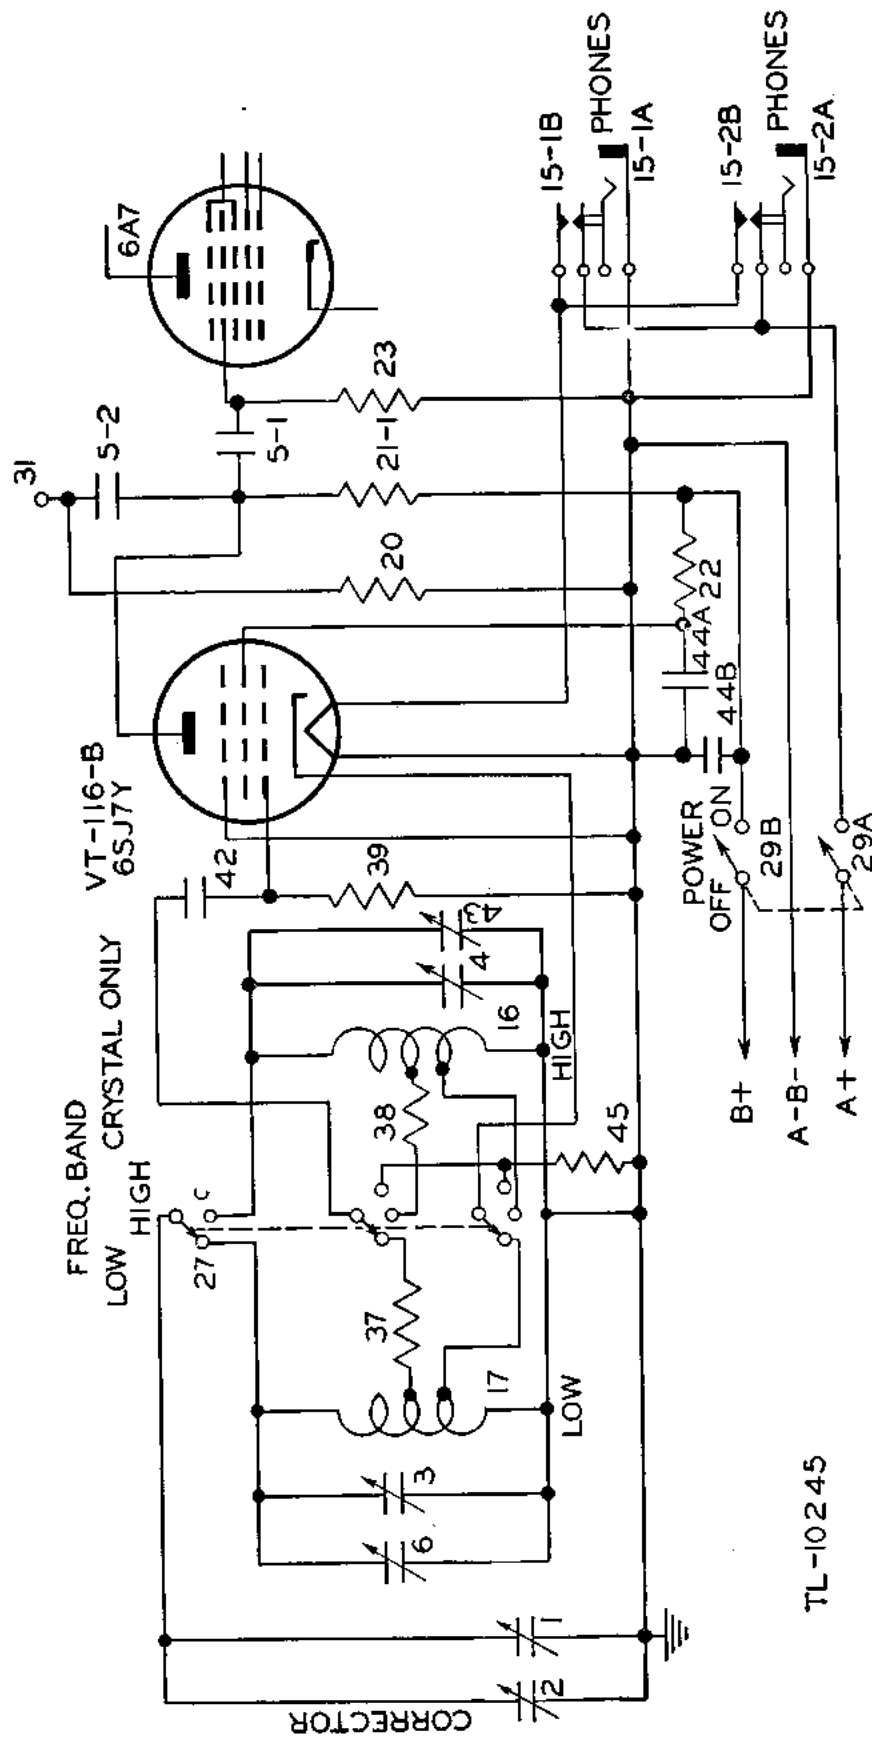 CORRECTOR
2
1
6
3
17
LOW
37
FREQ. BAND
LOW
HIGH
CRYSTAL ONLY
27
C
38
16
HIGH
4
43
45
VT-116-B
6SJ7Y
42
39
20
21-1
23
31
5-2
5-1
6A7
44A
22
44B
POWER
OFF
ON
29B
29A
B+
A-B-
A+
15-1B
PHONES
15-1A
15-2B
PHONES
15-2A
TL-10245